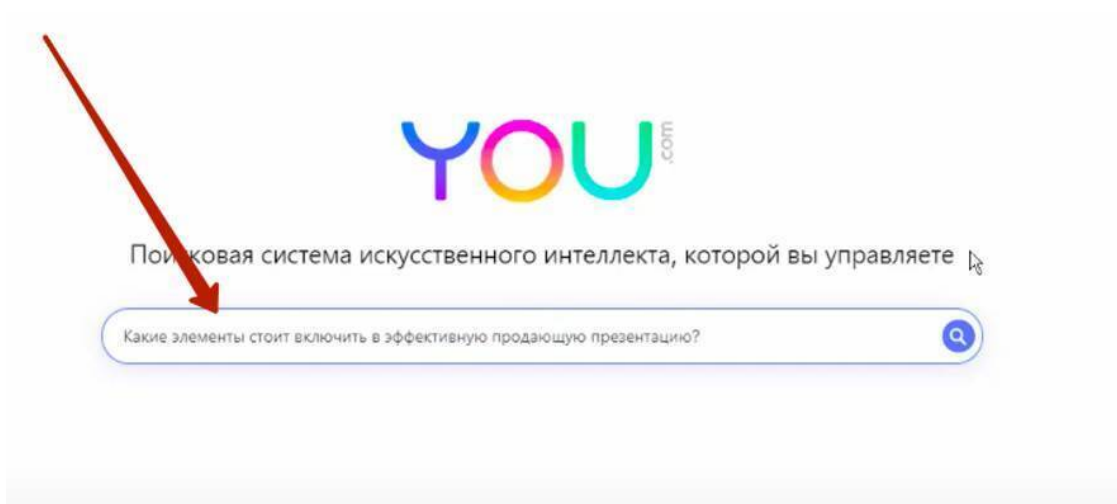 YOU.com
Поисковая система искусственного интеллекта, которой вы управляете
Какие элементы стоит включить в эффективную продающую презентацию?